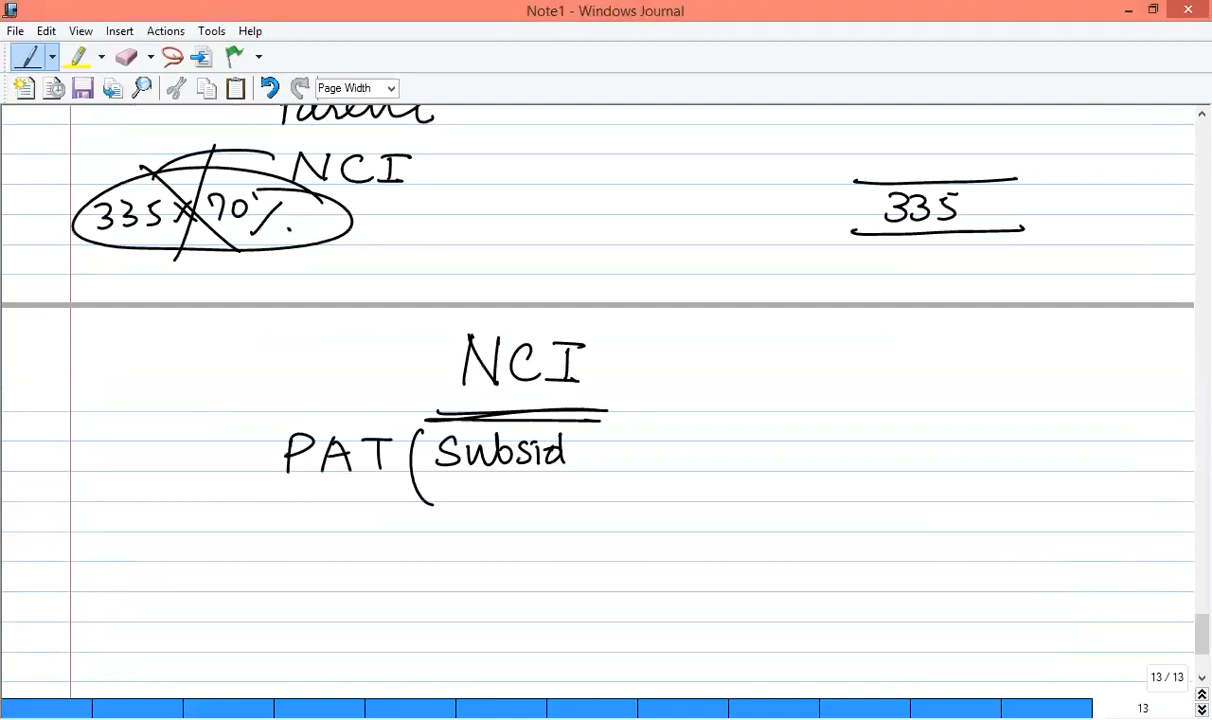 Note1 - Windows Journal
File Edit View Insert Actions Tools Help
Page Width
Parent
NCI
335 x 70%.
335
NCI
PAT (Subsid
13 / 13
13